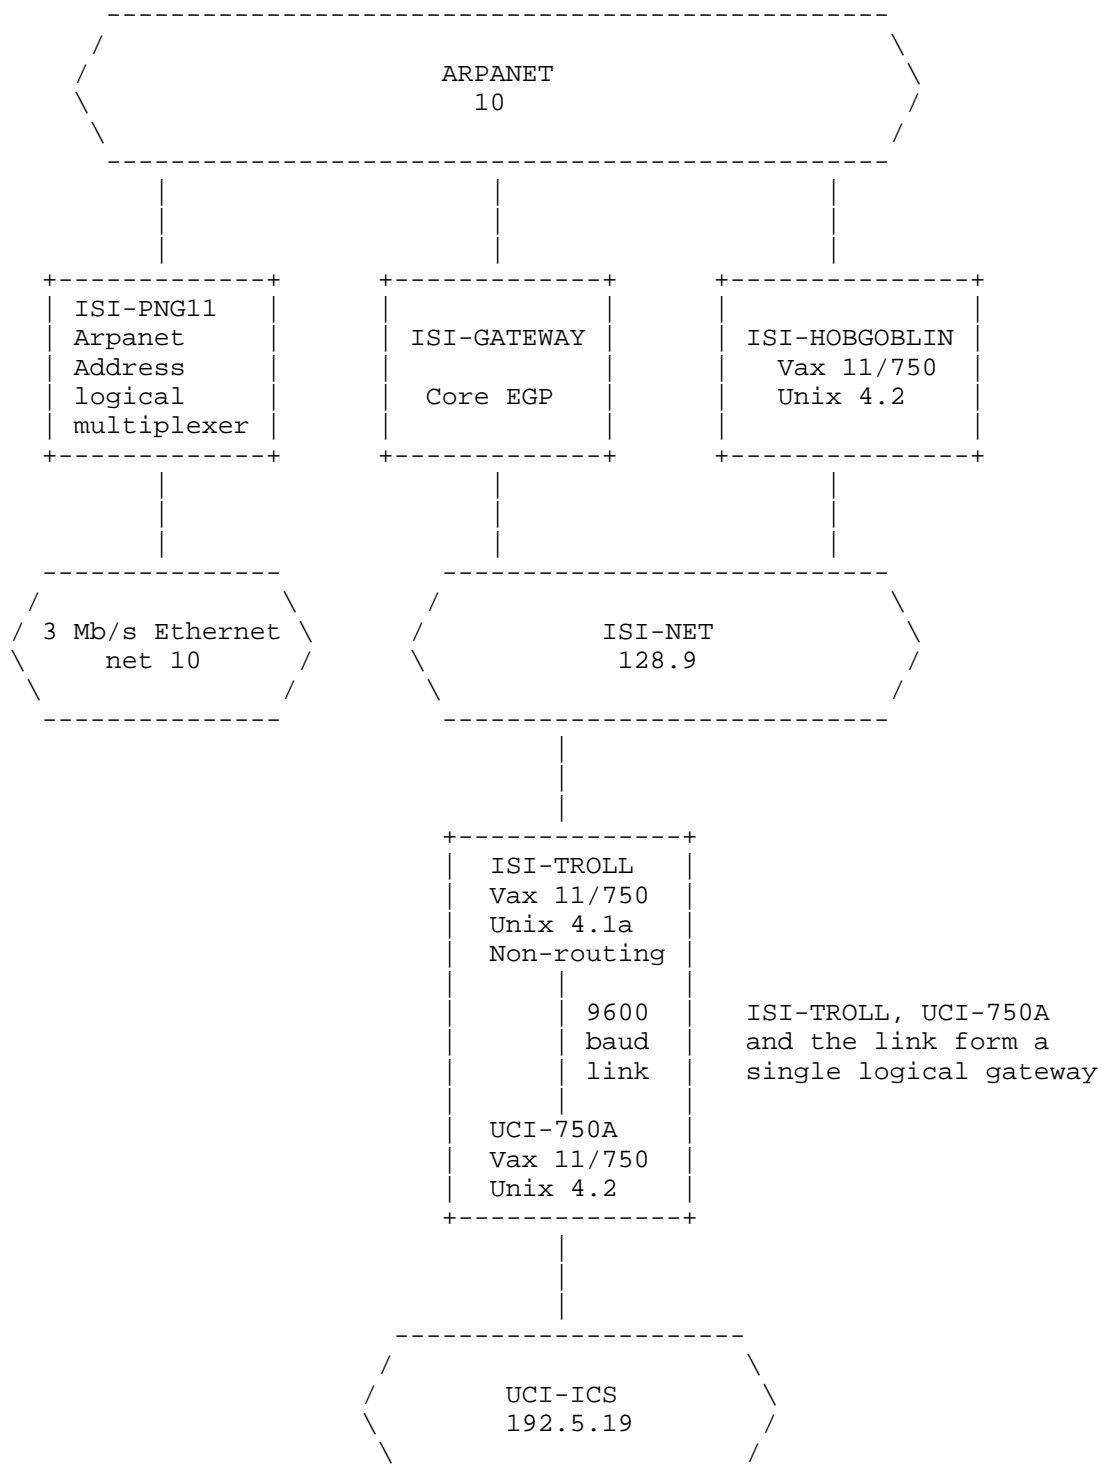 ARPANET
10
ISI-PNG11
Arpanet
Address
logical
multiplexer
ISI-GATEWAY
Core EGP
ISI-HOBGOBLIN
Vax 11/750
Unix 4.2
3 Mb/s Ethernet
net 10
ISI-NET
128.9
ISI-TROLL
Vax 11/750
Unix 4.1a
Non-routing
9600
baud
link
ISI-TROLL, UCI-750A
and the link form a
single logical gateway
UCI-750A
Vax 11/750
Unix 4.2
UCI-ICS
192.5.19